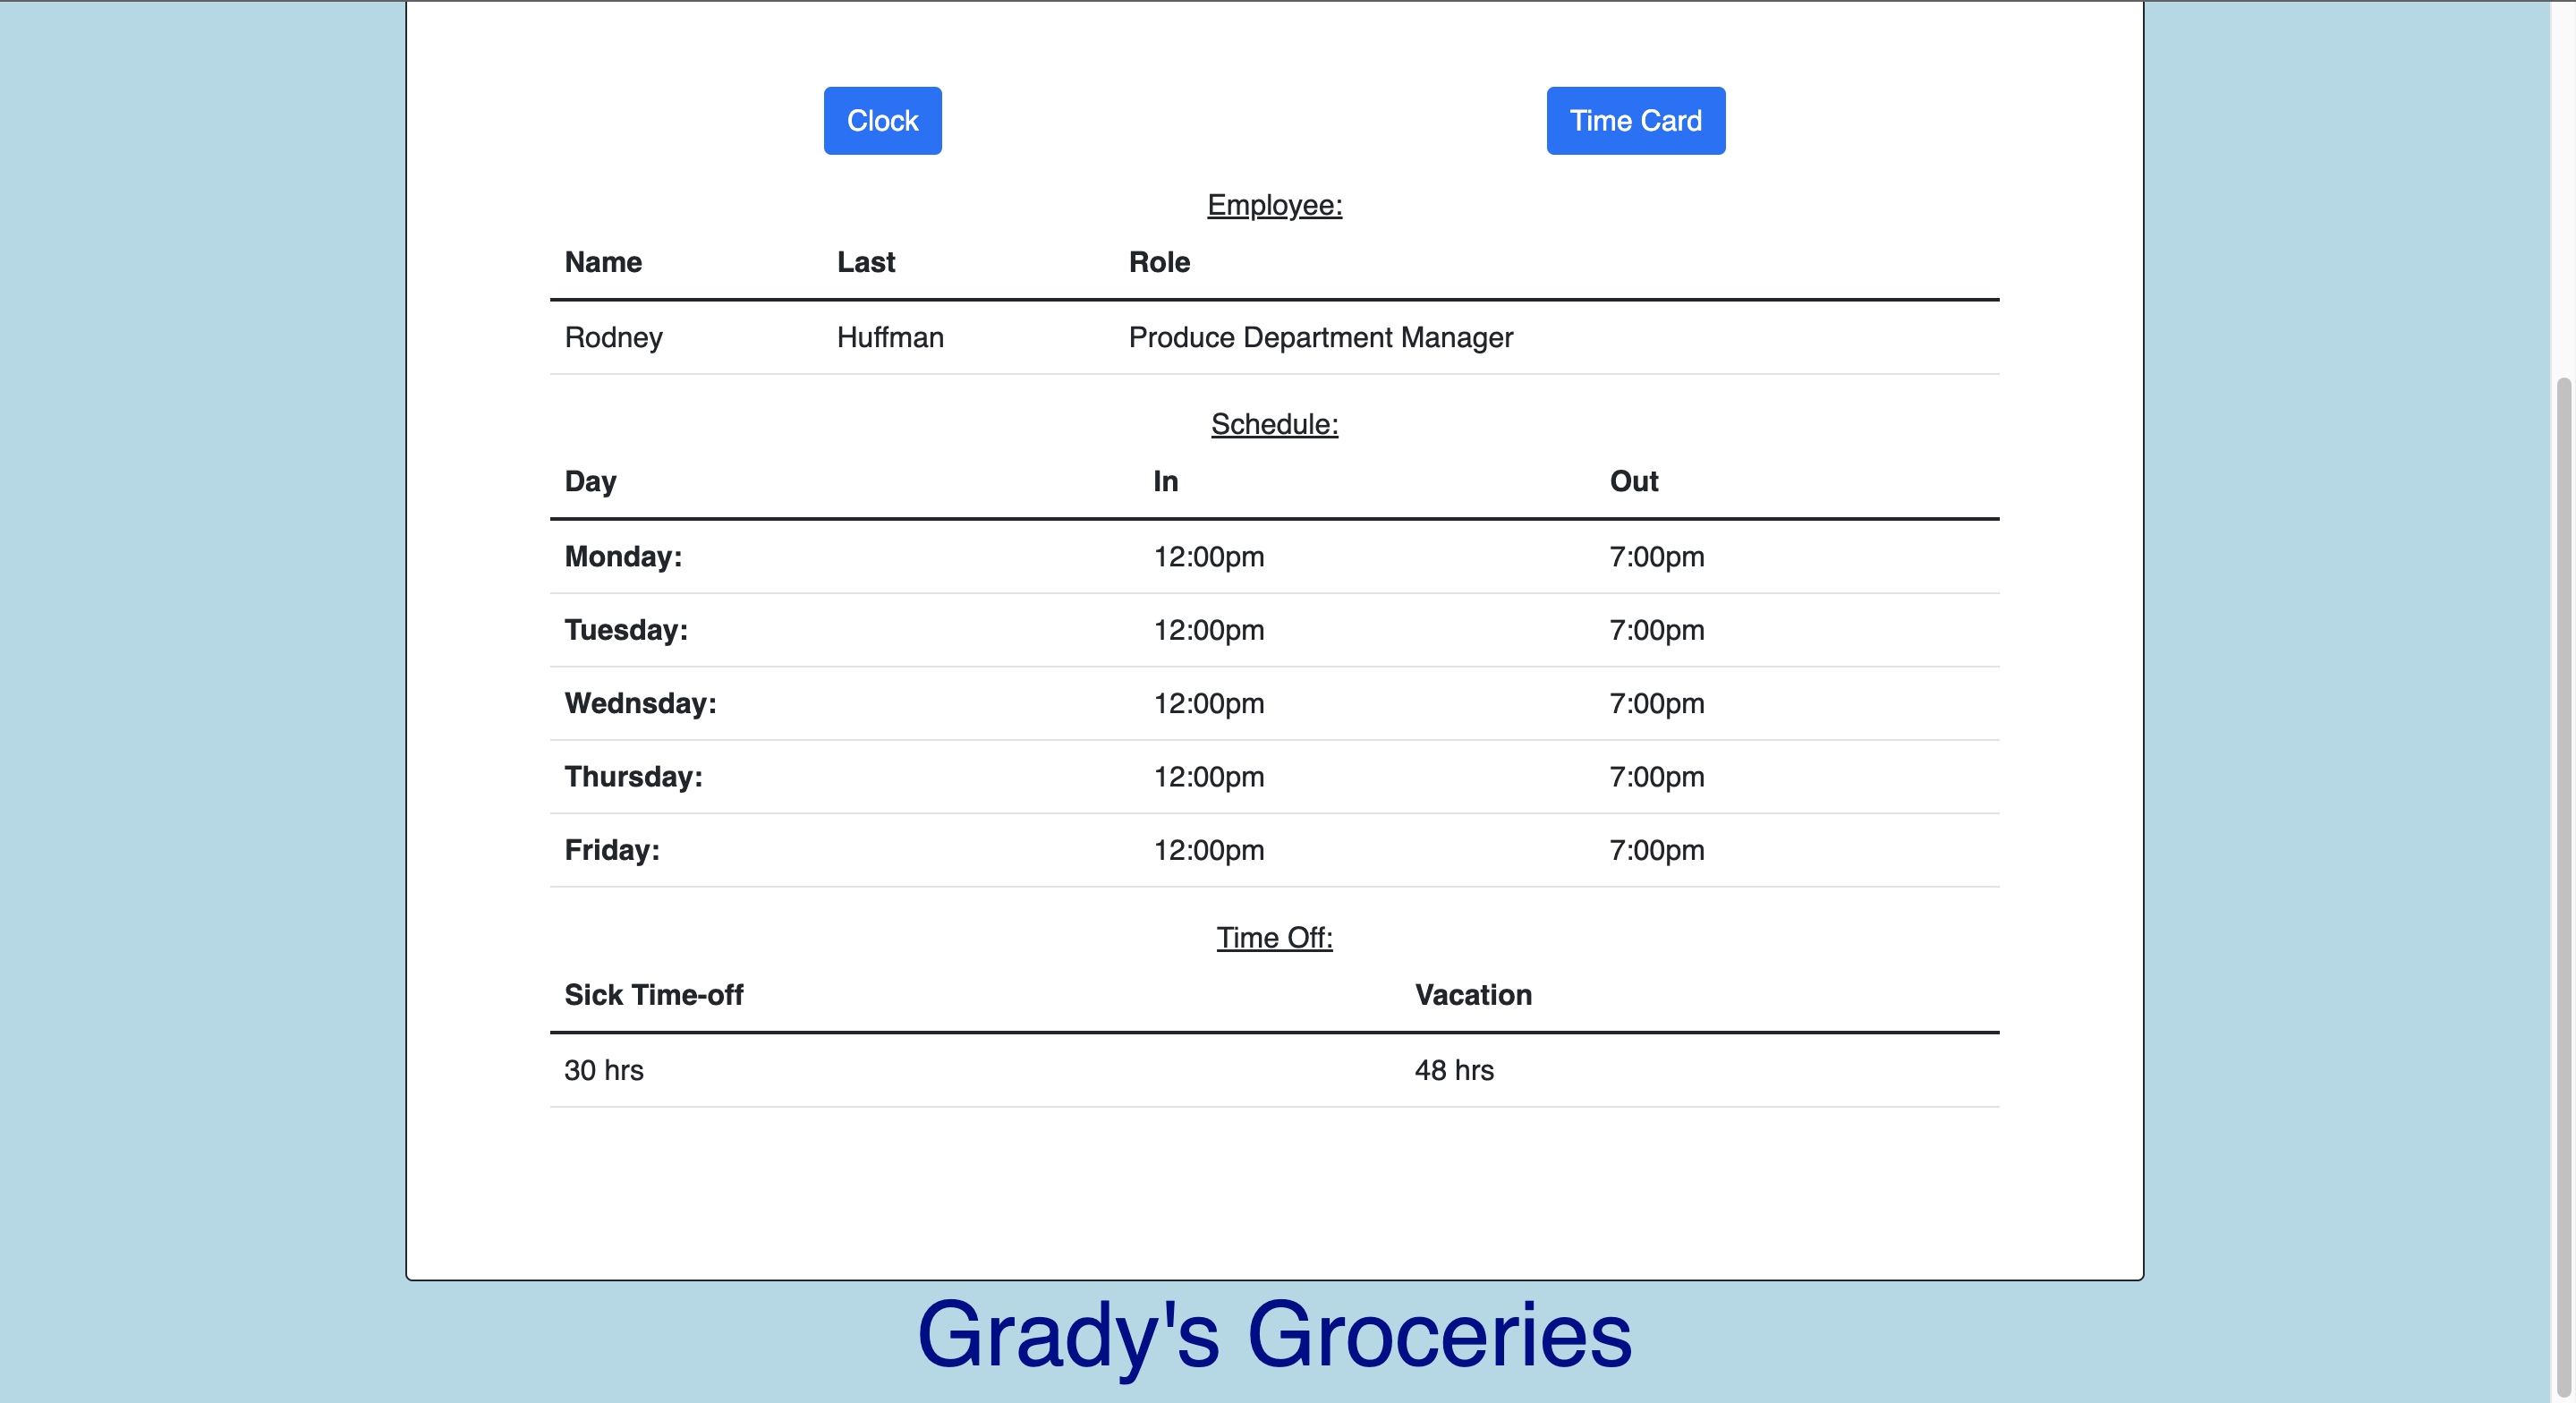 Clock Time Card
Employee:
Name Last Role
Rodney Huffman Produce Department Manager
Schedule:
Day In Out
Monday: 12:00pm 7:00pm
Tuesday: 12:00pm 7:00pm
Wednsday: 12:00pm 7:00pm
Thursday: 12:00pm 7:00pm
Friday: 12:00pm 7:00pm
Time Off:
Sick Time-off Vacation
30 hrs 48 hrs
Grady's Groceries